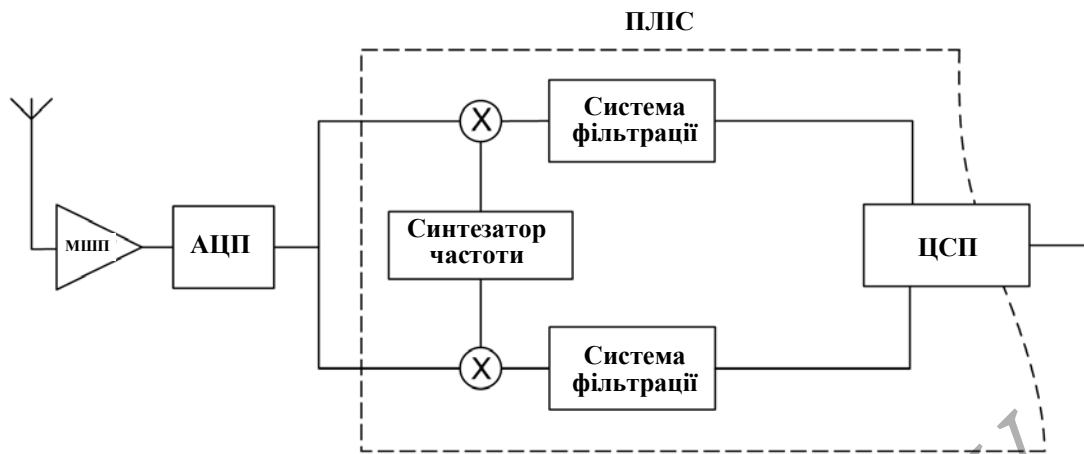 ПЛІС
Система
фільтрації
X
МШП
АЦП
Синтезатор
частоти
ЦСП
X
Система
фільтрації